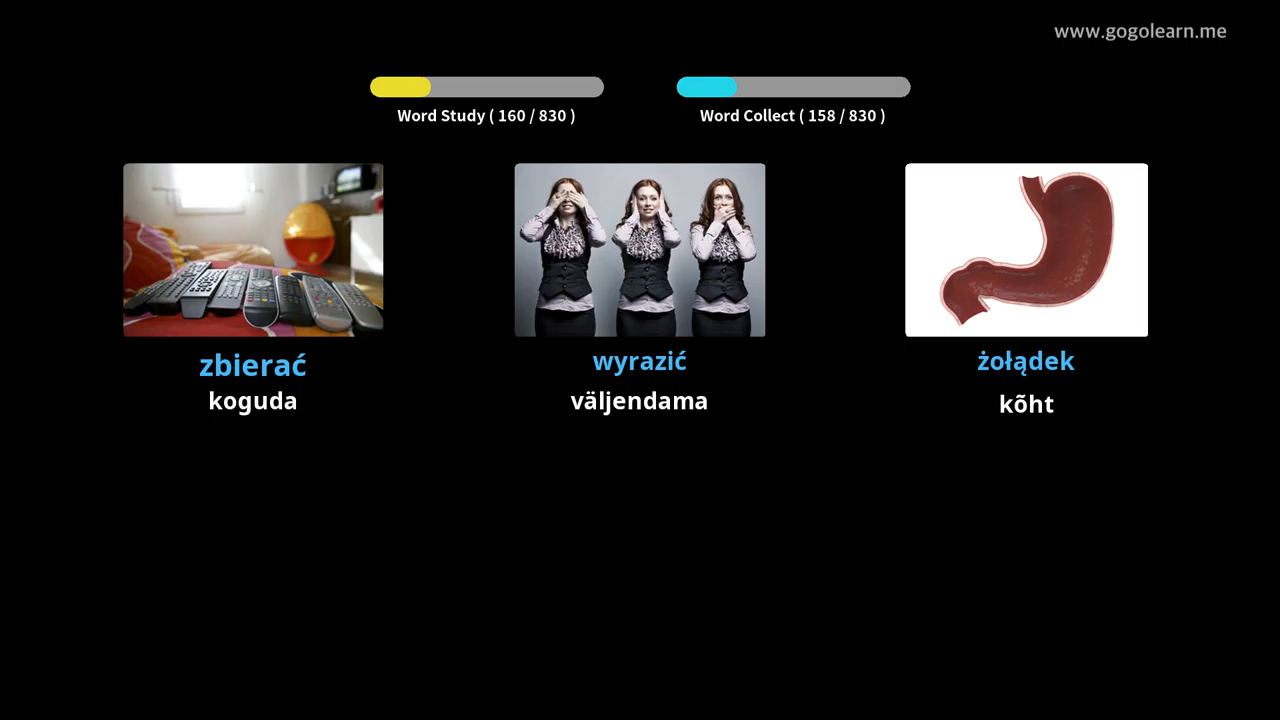 www.gogolearn.me
Word Study ( 160 / 830 )
Word Collect ( 158 / 830 )
zbierać
koguda
wyrazić
väljendama
żołądek
kõht